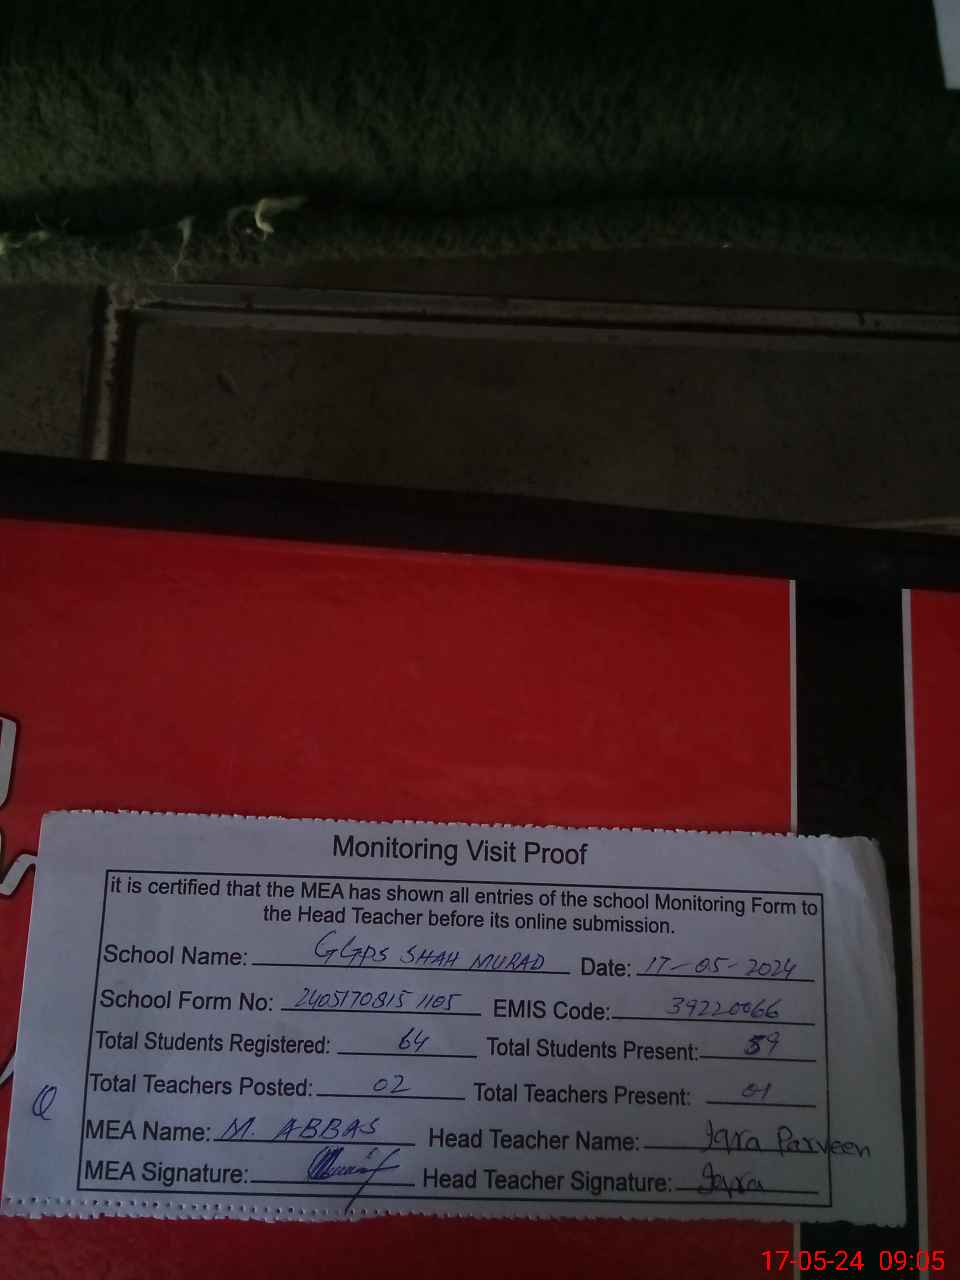 Monitoring Visit Proof
it is certified that the MEA has shown all entries of the school Monitoring Form to
the Head Teacher before its online submission.
School Name: GGPS SHAH MURAD Date: 17-05-2024
School Form No: 2405170815 1105 EMIS Code: 39220066
Total Students Registered: 64 Total Students Present: 59
Total Teachers Posted: 02 Total Teachers Present: 01
MEA Name: M. ABBAS Head Teacher Name: Iqra Parveen
MEA Signature: Head Teacher Signature: Iqra
17-05-24 09:05